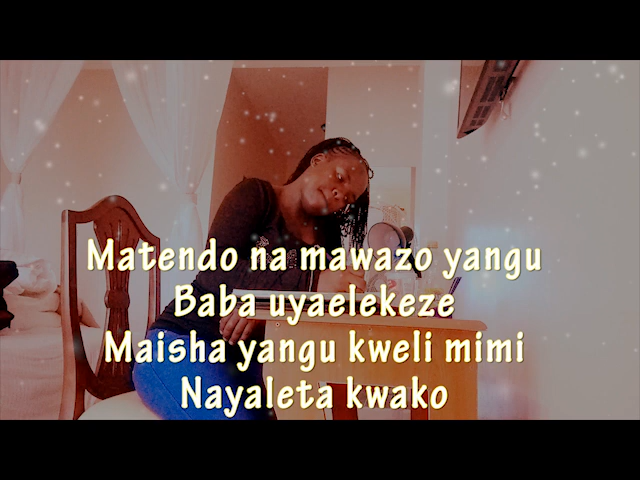 Matendo na mawazo yangu
Baba uyaelekeze
Maisha yangu kweli mimi
Nayaleta kwako